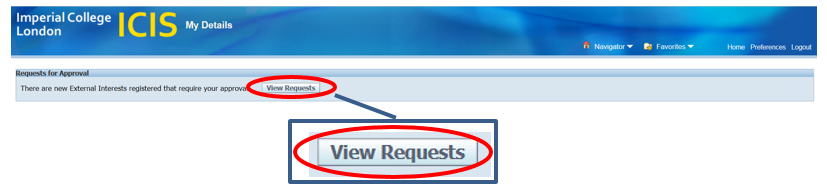 Imperial College
London
ICIS
My Details
Navigator
Favorites
Home Preferences Logout
Requests for Approval
There are new External Interests registered that require your approva
View Requests
View Requests